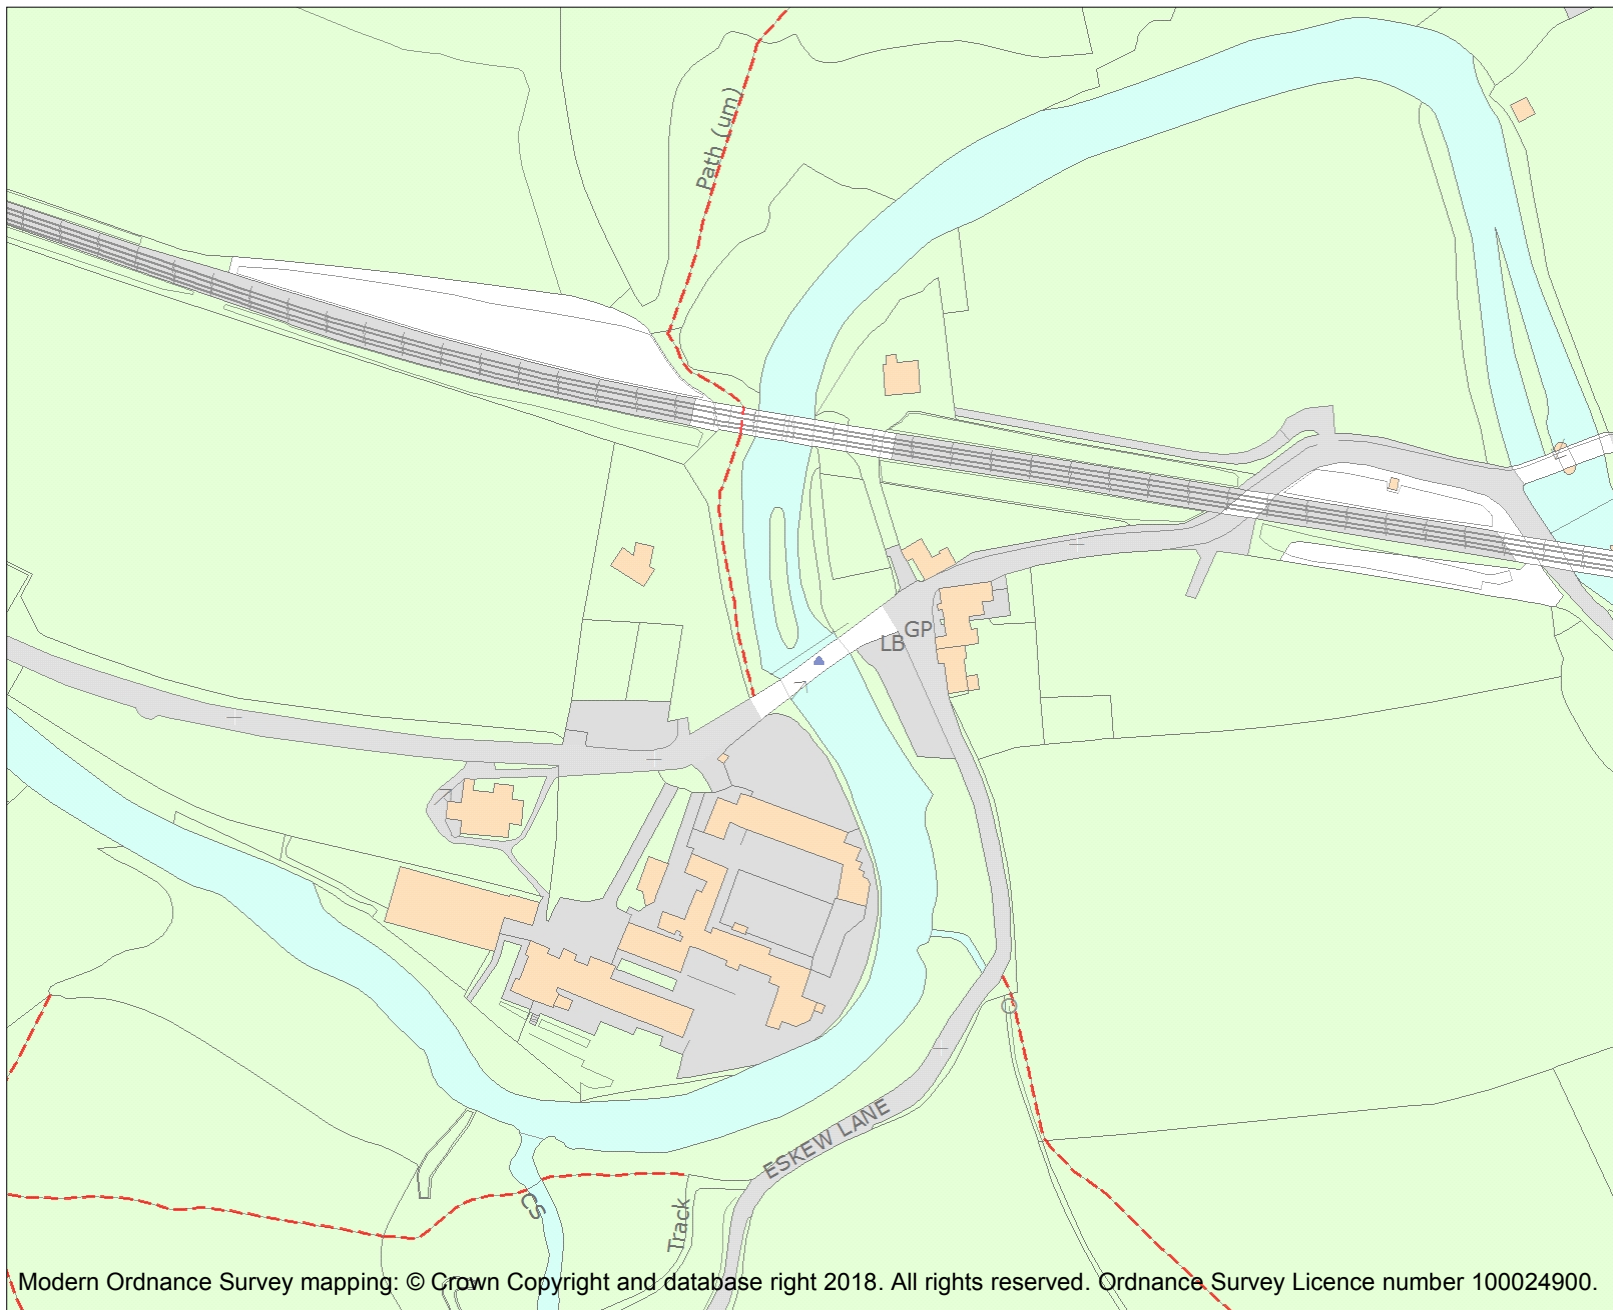 Path (um)
GP
LB
ESKEW LANE
CS
Track
Modern Ordnance Survey mapping: © Crown Copyright and database right 2018. All rights reserved. Ordnance Survey Licence number 100024900.